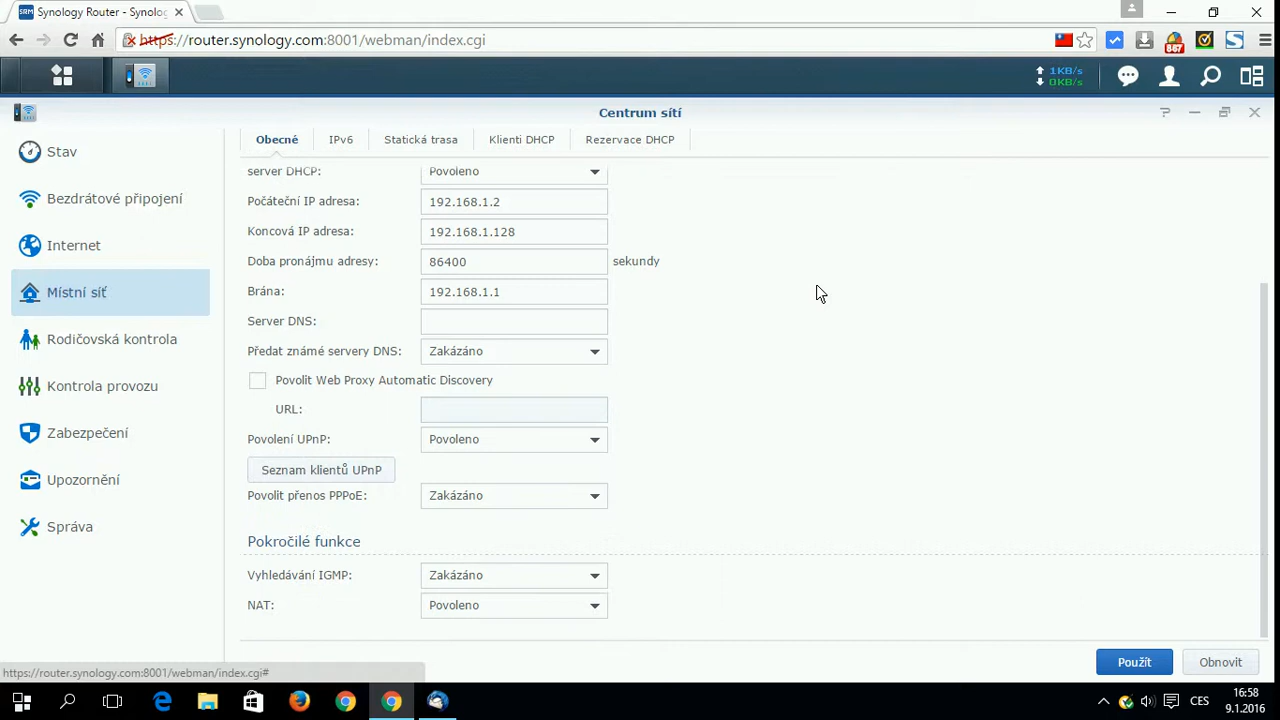 SRM Synology Router - Synolog
https://router.synology.com:8001/webman/index.cgi
887
1KB/s
0KB/s
Centrum sítí
Stav
Bezdrátové připojení
Internet
Místní síť
Rodičovská kontrola
Kontrola provozu
Zabezpečení
Upozornění
Správa
Obecné IPv6 Statická trasa Klienti DHCP Rezervace DHCP
server DHCP: Povoleno
Počáteční IP adresa: 192.168.1.2
Koncová IP adresa: 192.168.1.128
Doba pronájmu adresy: 86400 sekundy
Brána: 192.168.1.1
Server DNS:
Předat známé servery DNS: Zakázáno
Povolit Web Proxy Automatic Discovery
URL:
Povolení UPnP: Povoleno
Seznam klientů UPnP
Povolit přenos PPPoE: Zakázáno
Pokročilé funkce
Vyhledávání IGMP: Zakázáno
NAT: Povoleno
Použít Obnovit
https://router.synology.com:8001/webman/index.cgi#
CES
16:58
9.1.2016